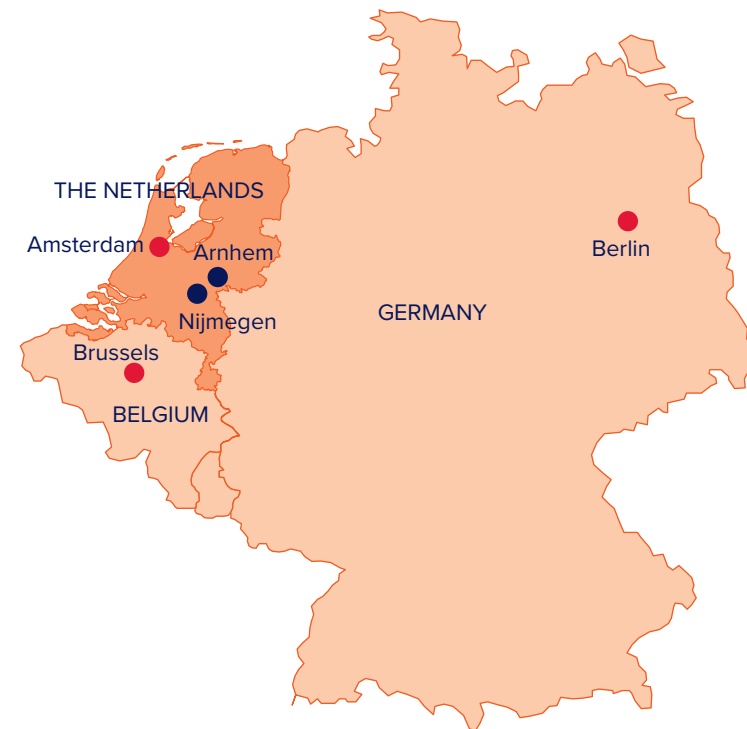 THE NETHERLANDS
Amsterdam
Arnhem
Berlin
Nijmegen
GERMANY
Brussels
BELGIUM